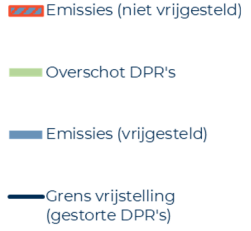 Emissies (niet vrijgesteld)
Overschot DPR's
Emissies (vrijgesteld)
Grens vrijstelling
(gestorte DPR's)